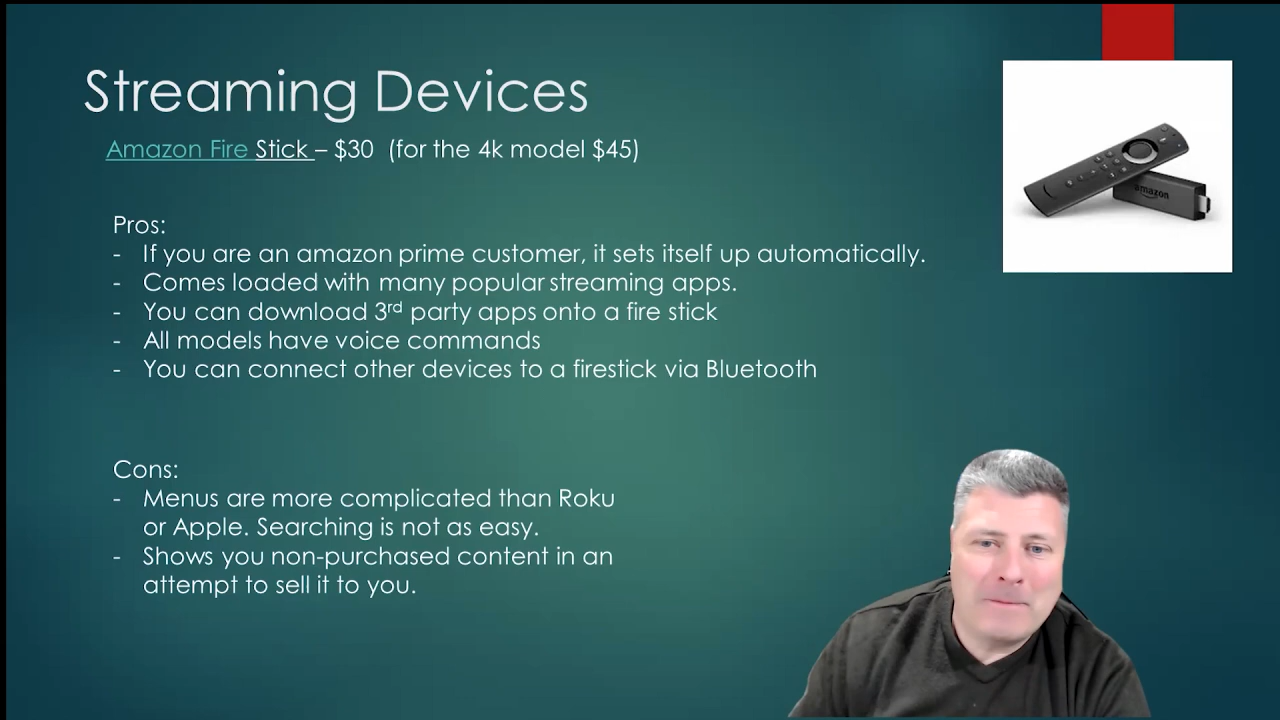 Streaming Devices
Amazon Fire Stick – $30 (for the 4k model $45)
amazon
Pros:
- If you are an amazon prime customer, it sets itself up automatically.
- Comes loaded with many popular streaming apps.
- You can download 3rd party apps onto a fire stick
- All models have voice commands
- You can connect other devices to a firestick via Bluetooth
Cons:
- Menus are more complicated than Roku
or Apple. Searching is not as easy.
- Shows you non-purchased content in an
attempt to sell it to you.